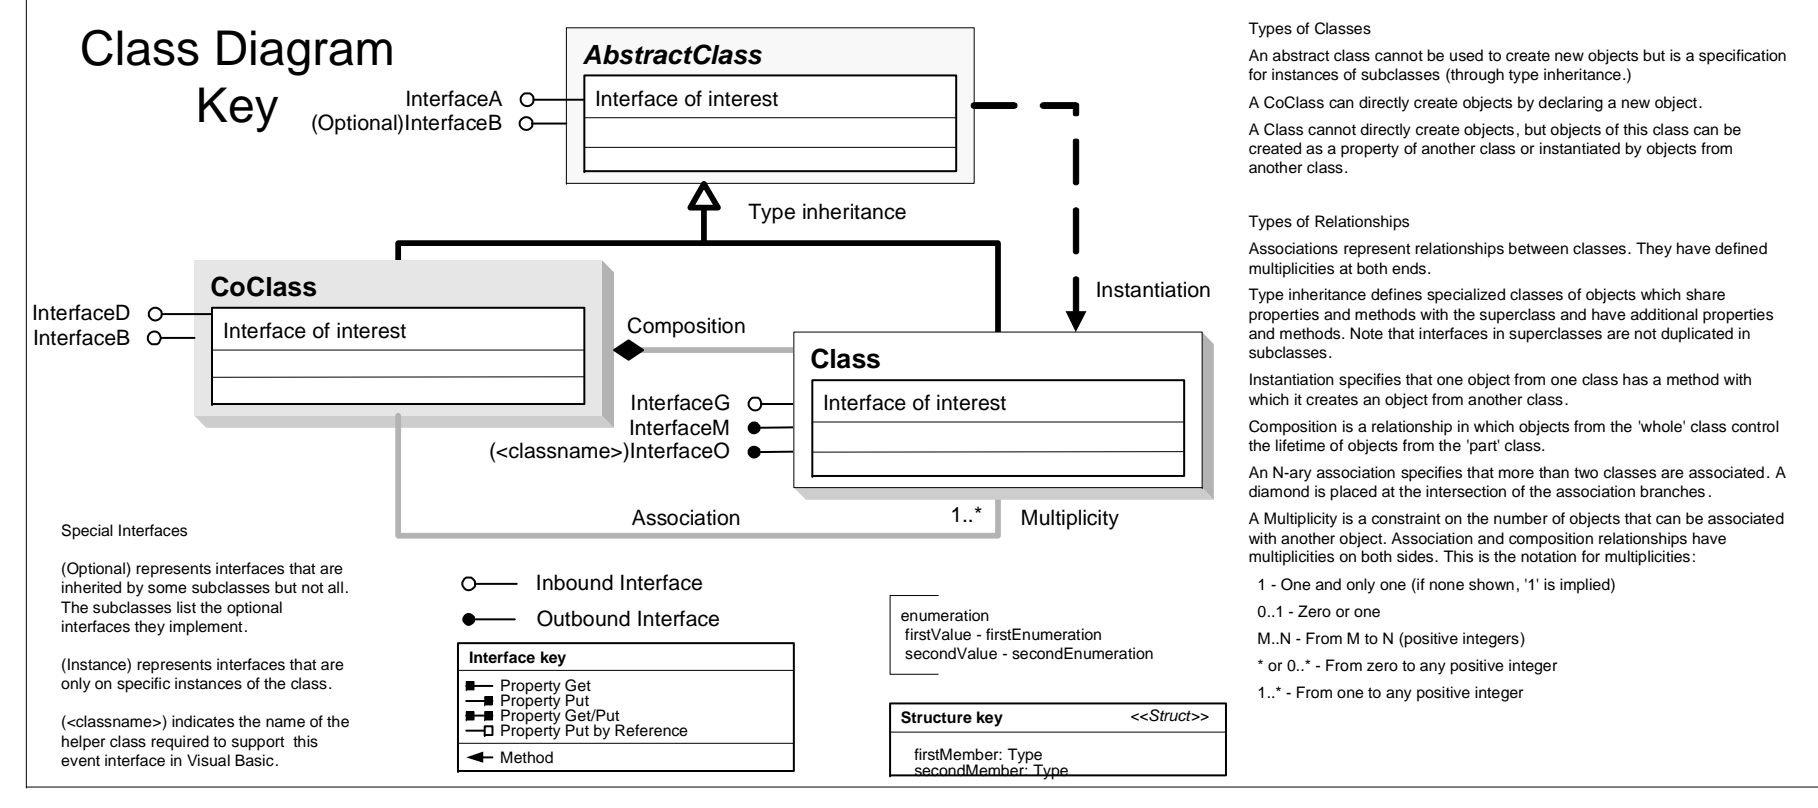 Class Diagram
Key
AbstractClass
Interface of interest
InterfaceA
(Optional)InterfaceB
Type inheritance
CoClass
Interface of interest
InterfaceD
InterfaceB
Composition
Instantiation
Class
Interface of interest
InterfaceG
InterfaceM
(<classname>)InterfaceO
Association
1..*
Multiplicity
Special Interfaces
(Optional) represents interfaces that are
inherited by some subclasses but not all.
The subclasses list the optional
interfaces they implement.
(Instance) represents interfaces that are
only on specific instances of the class.
(<classname>) indicates the name of the
helper class required to support this
event interface in Visual Basic.
Inbound Interface
Outbound Interface
Interface key
Property Get
Property Put
Property Get/Put
Property Put by Reference
Method
enumeration
firstValue - firstEnumeration
secondValue - secondEnumeration
Structure key <<Struct>>
firstMember: Type
secondMember: Type
Types of Classes
An abstract class cannot be used to create new objects but is a specification
for instances of subclasses (through type inheritance.)
A CoClass can directly create objects by declaring a new object.
A Class cannot directly create objects, but objects of this class can be
created as a property of another class or instantiated by objects from
another class.
Types of Relationships
Associations represent relationships between classes. They have defined
multiplicities at both ends.
Type inheritance defines specialized classes of objects which share
properties and methods with the superclass and have additional properties
and methods. Note that interfaces in superclasses are not duplicated in
subclasses.
Instantiation specifies that one object from one class has a method with
which it creates an object from another class.
Composition is a relationship in which objects from the 'whole' class control
the lifetime of objects from the 'part' class.
An N-ary association specifies that more than two classes are associated. A
diamond is placed at the intersection of the association branches.
A Multiplicity is a constraint on the number of objects that can be associated
with another object. Association and composition relationships have
multiplicities on both sides. This is the notation for multiplicities:
1 - One and only one (if none shown, '1' is implied)
0..1 - Zero or one
M..N - From M to N (positive integers)
* or 0..* - From zero to any positive integer
1..* - From one to any positive integer